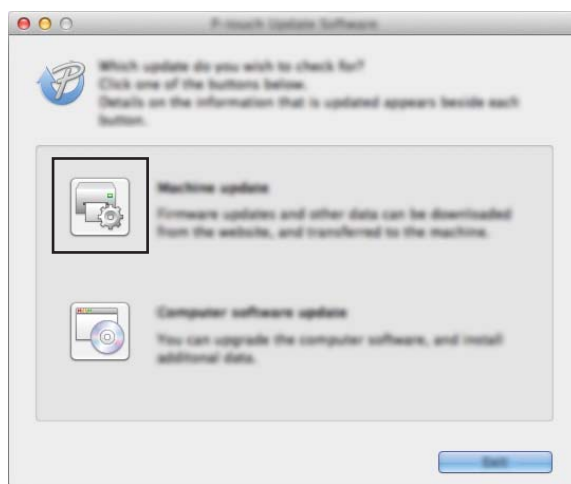 P-touch Update Software
Which update do you wish to check for?
Click one of the buttons below.
Details on the information that is updated appears beside each
button.
Machine update
Firmware updates and other data can be downloaded
from the website, and transferred to the machine.
Computer software update
You can upgrade the computer software, and install
additonal data.
Exit